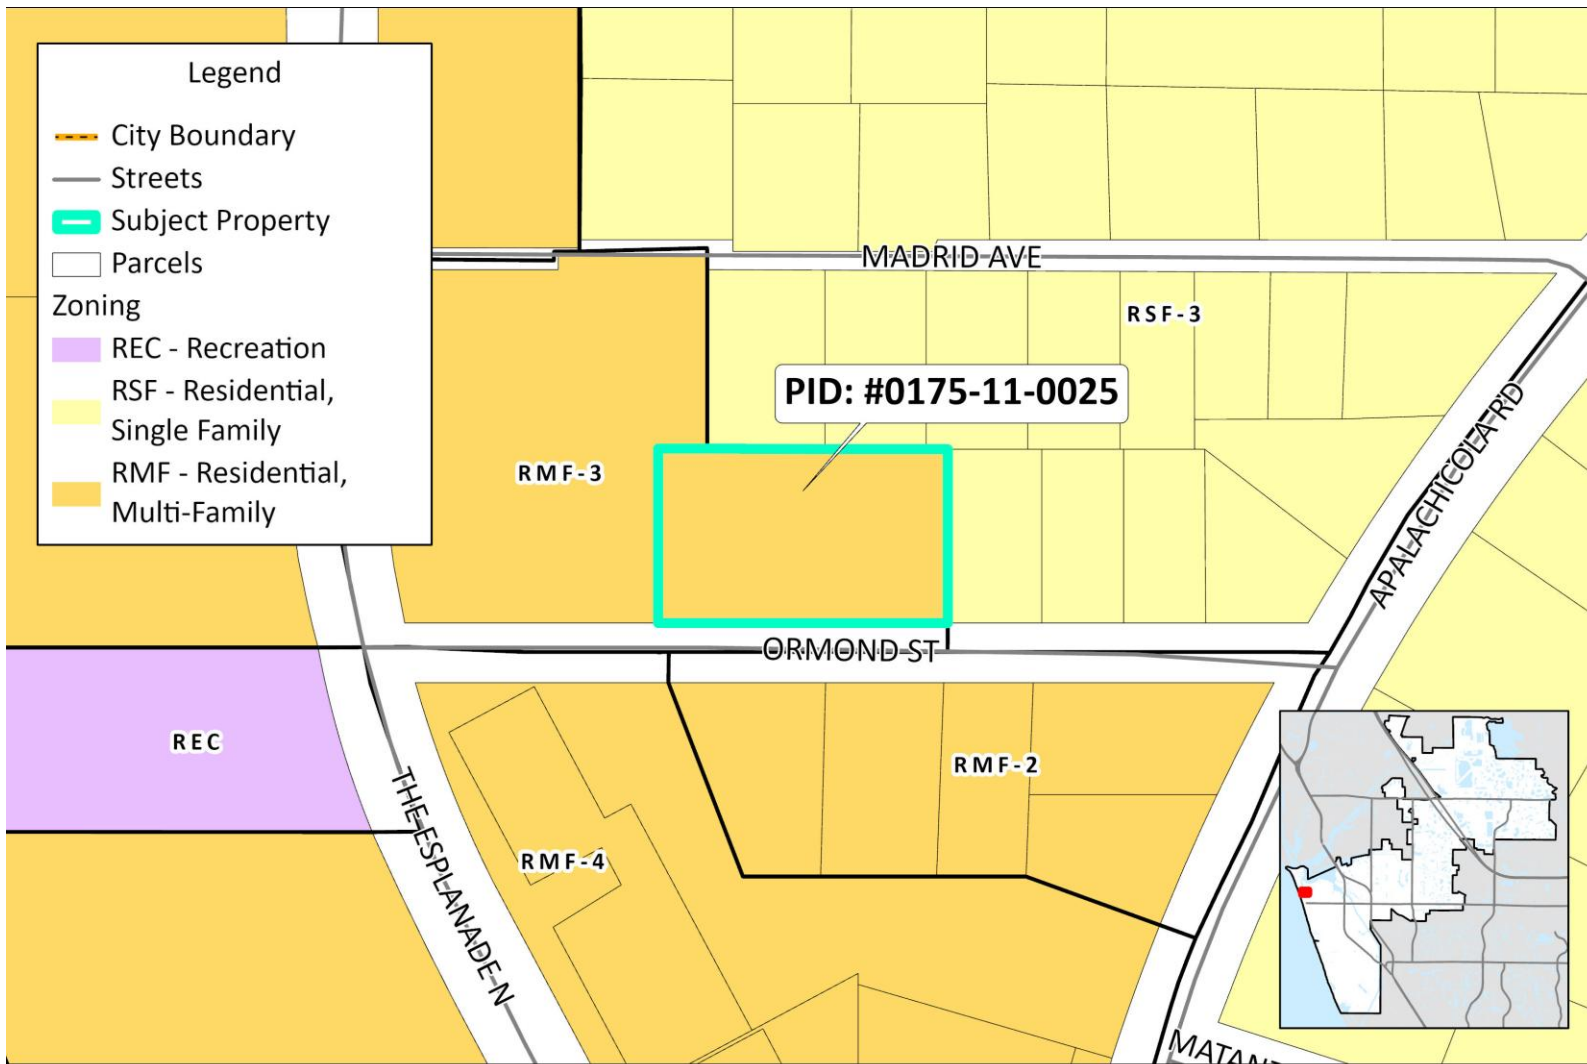 Legend
City Boundary
Streets
Subject Property
Parcels
Zoning
REC - Recreation
RSF - Residential,
Single Family
RMF - Residential,
Multi-Family
MADRID AVE
RSF-3
PID: #0175-11-0025
RMF-3
APALACHICOLA RD
ORMOND ST
REC
RMF-2
THE ESPLANADE N
RMF-4